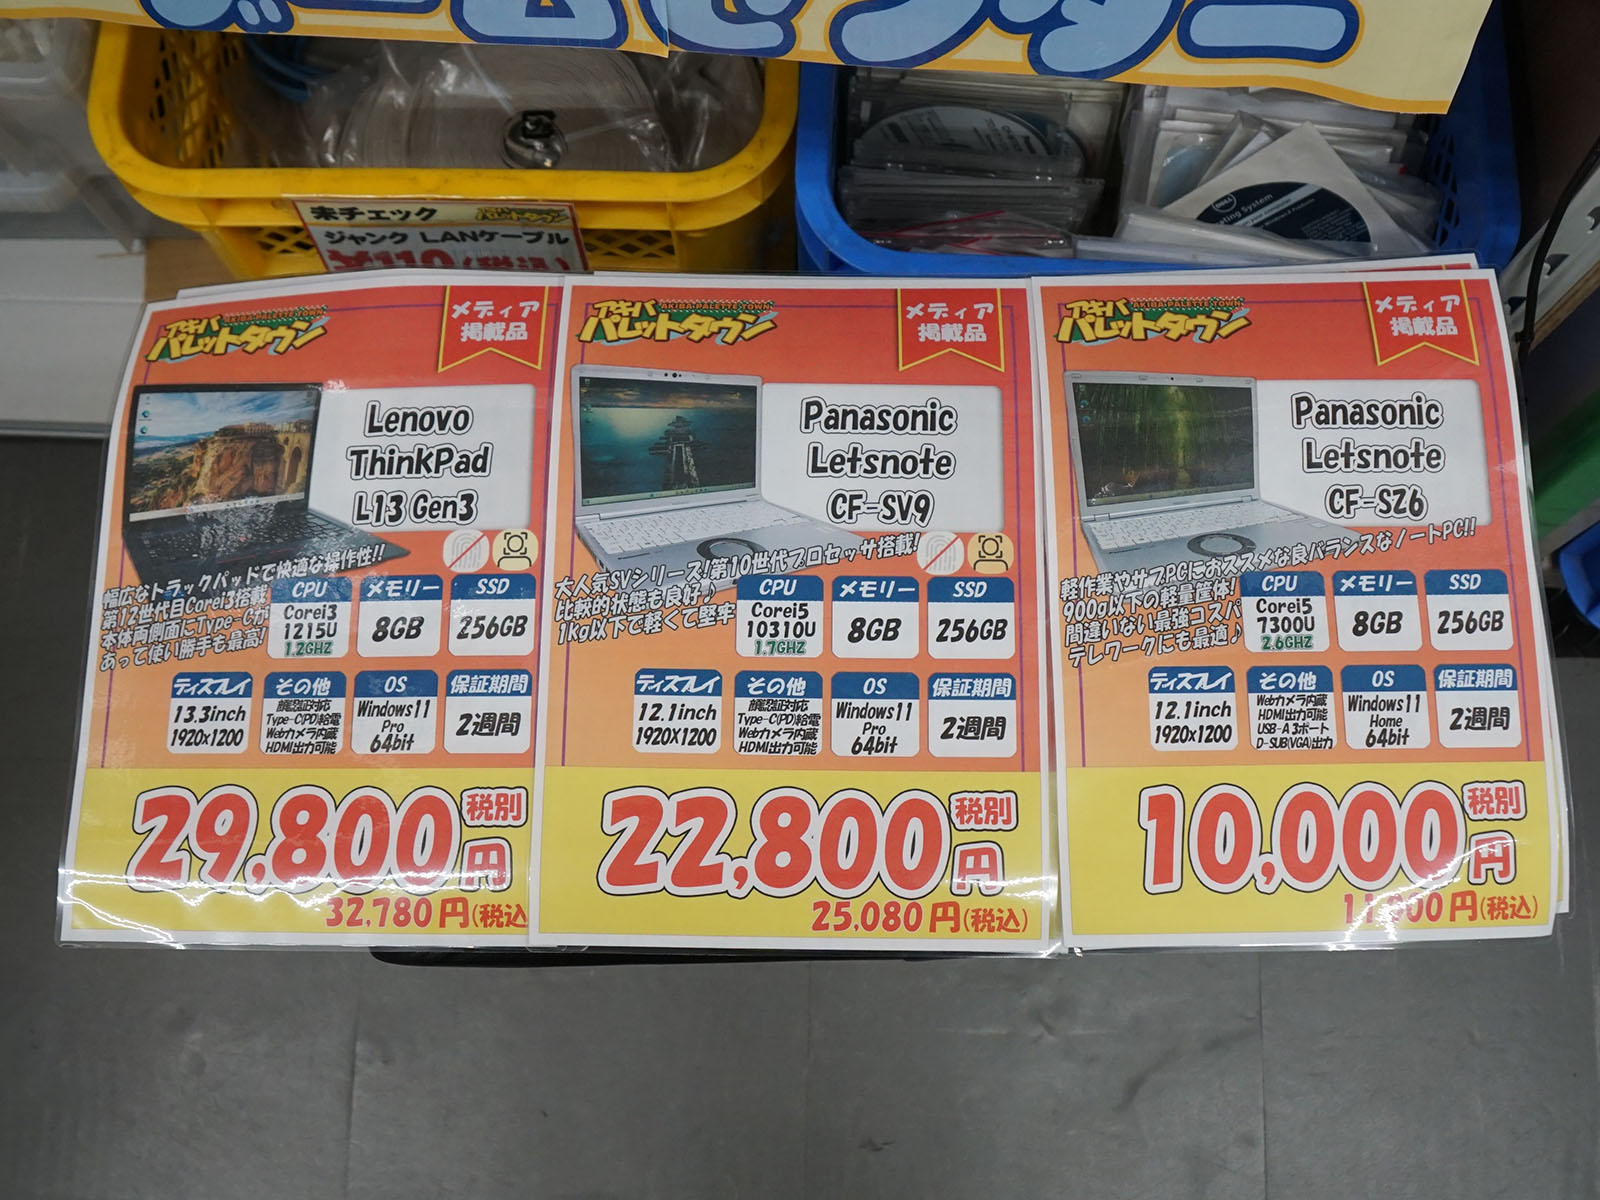 未チェック
ジャンク LANケーブル
¥110(税込)
DELL
アキバ AKIBA PALETTE TOWN
パレットタウン
メディア
掲載品
Lenovo
ThinkPad
L13 Gen3
幅広なトラックパッドで快適な操作性!!
第12世代目Corei3搭載
本体両側面にType-Cが
あって使い勝手も最高!
CPU
Corei3
1215U
1.2GHZ
メモリー
8GB
SSD
256GB
ディスプレイ
13.3inch
1920x1200
その他
顔認証対応
Type-C(PD)給電
Webカメラ内蔵
HDMI出力可能
OS
Windows11
Pro
64bit
保証期間
2週間
29,800 税別
円
32,780円(税込
アキバ AKIBA PALETTE TOWN
パレットタウン
メディア
掲載品
Panasonic
Letsnote
CF-SV9
大人気SVシリーズ!第10世代プロセッサ搭載!
比較的状態も良好♪
1Kg以下で軽くて堅牢
CPU
Corei5
10310U
1.7GHZ
メモリー
8GB
SSD
256GB
ディスプレイ
12.1inch
1920X1200
その他
顔認証対応
Type-C(PD)給電
Webカメラ内蔵
HDMI出力可能
OS
Windows11
Pro
64bit
保証期間
2週間
22,800 税別
円
25,080円(税込)
アキバ AKIBA PALETTE TOWN
パレットタウン
メディア
掲載品
Panasonic
Letsnote
CF-SZ6
軽作業やサブPCにおススメな良バランスなノートPC!!
900g以下の軽量筐体!
間違いない最強コスパ
テレワークにも最適♪
CPU
Corei5
7300U
2.6GHZ
メモリー
8GB
SSD
256GB
ディスプレイ
12.1inch
1920x1200
その他
Webカメラ内蔵
HDMI出力可能
USB-A 3ポート
D-SUB(VGA)出力
OS
Windows11
Home
64bit
保証期間
2週間
10,000 税別
円
11,000円(税込)